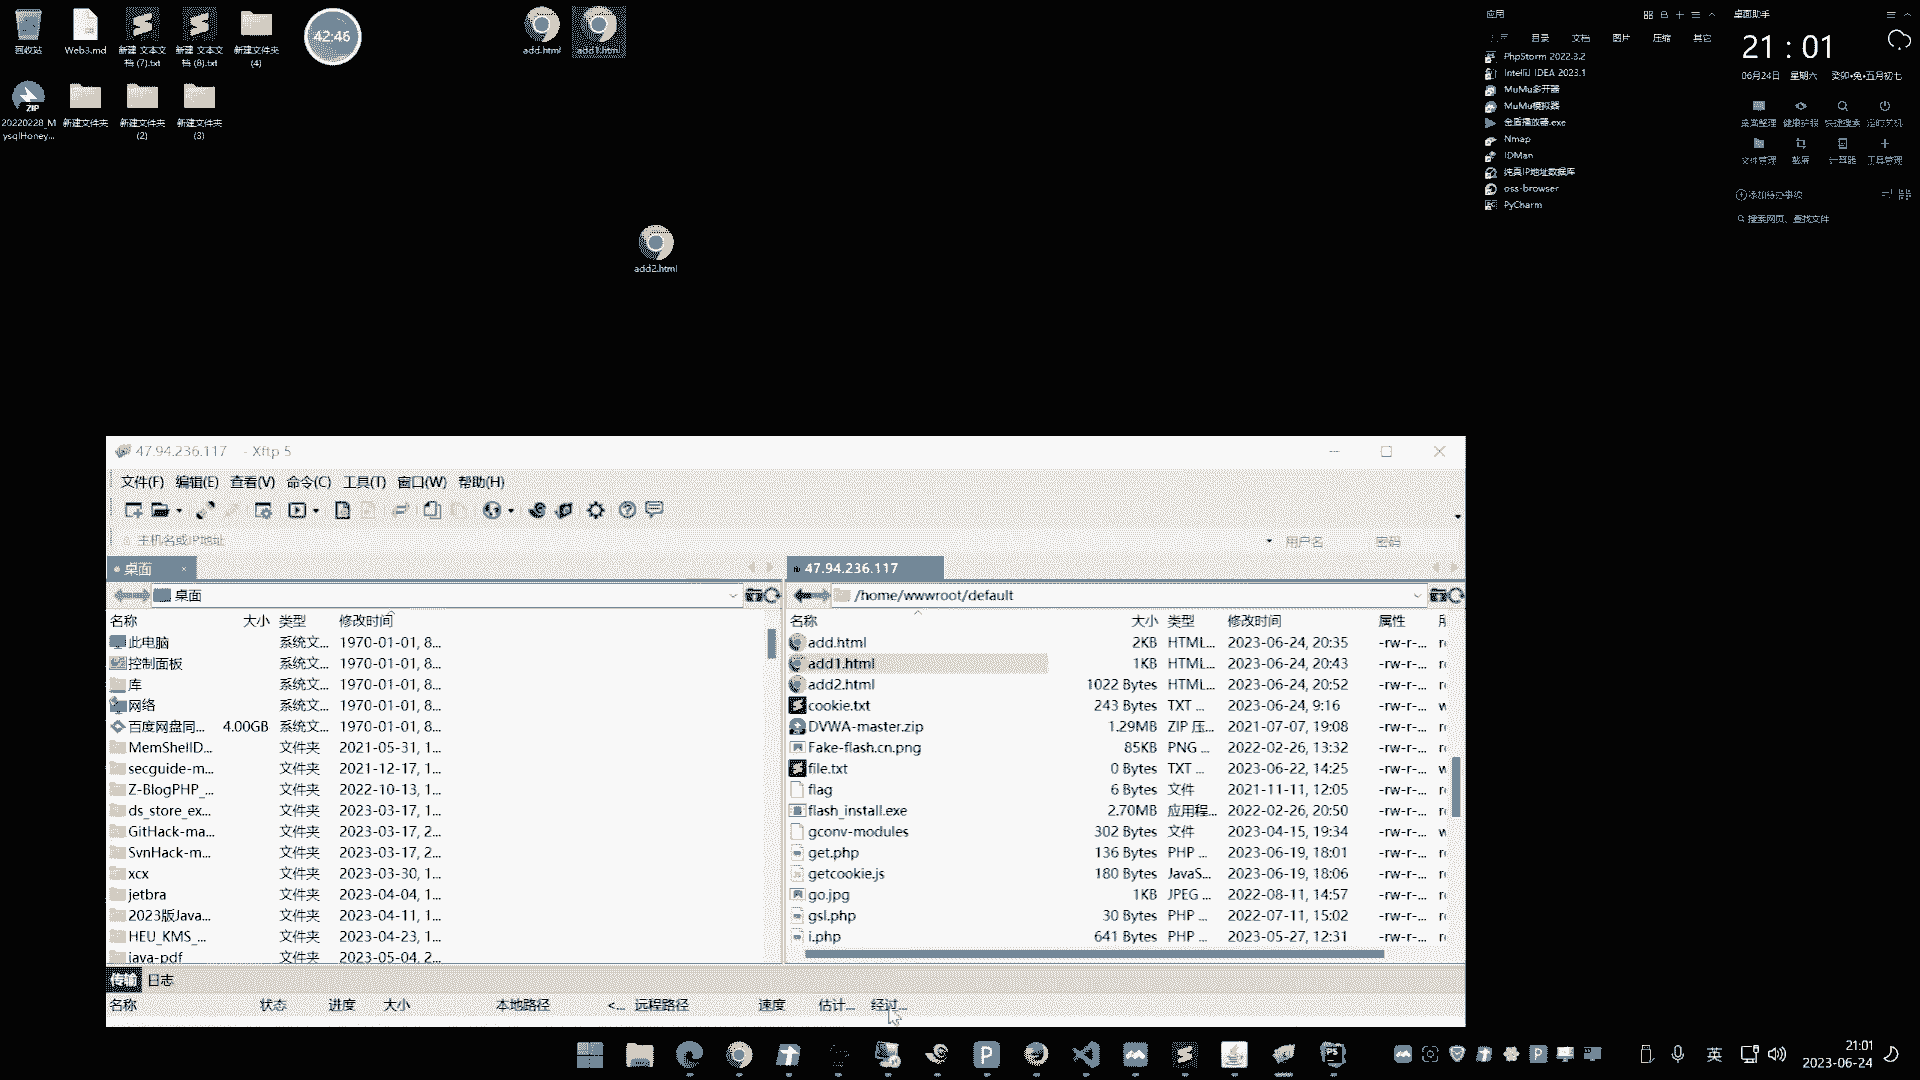 回收站
Web3.md
新建 文本文档 (7).txt
新建 文本文档 (8).txt
新建文件夹 (4)
42:46
add.html
add1.html
20220228_MysqlHoney...
新建文件夹
新建文件夹 (2)
新建文件夹 (3)
add2.html
应用
目录 文档 图片 压缩 其它
PhpStorm 2022.3.2
IntelliJ IDEA 2023.1
MuMu多开器
MuMu模拟器
金盾播放器.exe
Nmap
IDMan
纯真IP地址数据库
oss-browser
PyCharm
桌面助手
21 : 01
06月24日 星期六 癸卯•兔•五月初七
桌面整理 健康护眼 快速搜索 定时关机
文件管理 截屏 计算器 工具管理
添加待办事项
搜索网页、查找文件
47.94.236.117 - Xftp 5
文件(F) 编辑(E) 查看(V) 命令(C) 工具(T) 窗口(W) 帮助(H)
主机名或IP地址 用户名 密码
桌面 ×
桌面
名称 大小 类型 修改时间
此电脑 系统文... 1970-01-01, 8...
控制面板 系统文... 1970-01-01, 8...
库 系统文... 1970-01-01, 8...
网络 系统文... 1970-01-01, 8...
百度网盘同... 4.00GB 系统文... 1970-01-01, 8...
MemShellD... 文件夹 2021-05-31, 1...
secguide-m... 文件夹 2021-12-17, 1...
Z-BlogPHP_... 文件夹 2022-10-13, 1...
ds_store_ex... 文件夹 2023-03-17, 1...
GitHack-ma... 文件夹 2023-03-17, 2...
SvnHack-m... 文件夹 2023-03-17, 2...
xcx 文件夹 2023-03-30, 1...
jetbra 文件夹 2023-04-04, 1...
2023版Java... 文件夹 2023-04-11, 1...
HEU_KMS_... 文件夹 2023-04-23, 1...
java-pdf 文件夹 2023-05-04, 2...
47.94.236.117
/home/wwwroot/default
名称 大小 类型 修改时间 属性
add.html 2KB HTML... 2023-06-24, 20:35 -rw-r-...
add1.html 1KB HTML... 2023-06-24, 20:43 -rw-r-...
add2.html 1022 Bytes HTML... 2023-06-24, 20:52 -rw-r-...
cookie.txt 243 Bytes TXT ... 2023-06-24, 9:16 -rw-r-...
DVWA-master.zip 1.29MB ZIP 压... 2021-07-07, 19:08 -rw-r-...
Fake-flash.cn.png 85KB PNG ... 2022-02-26, 13:32 -rw-r-...
file.txt 0 Bytes TXT ... 2023-06-22, 14:25 -rw-r-...
flag 6 Bytes 文件 2021-11-11, 12:05 -rw-r-...
flash_install.exe 2.70MB 应用程... 2022-02-26, 20:50 -rw-r-...
gconv-modules 302 Bytes 文件 2023-04-15, 19:34 -rw-r-...
get.php 136 Bytes PHP ... 2023-06-19, 18:01 -rw-r-...
getcookie.js 180 Bytes JavaS... 2023-06-19, 18:06 -rw-r-...
go.jpg 1KB JPEG ... 2022-08-11, 14:57 -rw-r-...
gsl.php 30 Bytes PHP ... 2022-07-11, 15:02 -rw-r-...
i.php 641 Bytes PHP ... 2023-05-27, 12:31 -rw-r-...
传输 日志
名称 状态 进度 大小 本地路径 <... 远程路径 速度 估计... 经过...
英
21:01
2023-06-24